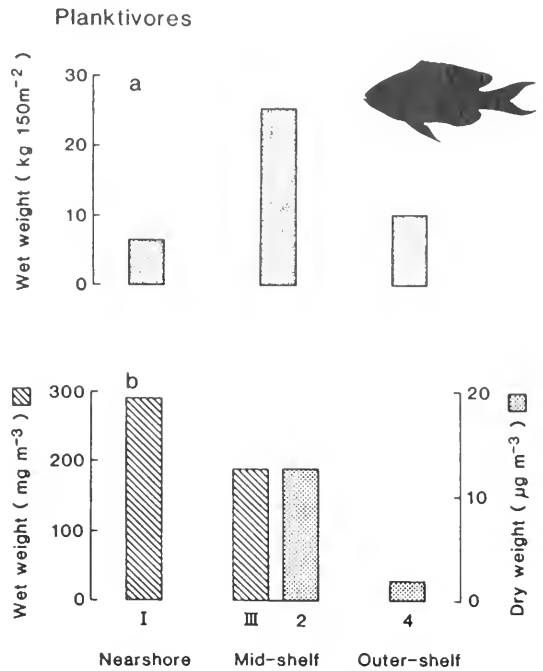 Planktivores
a
Wet weight ( kg 150m⁻² )
30
20
10
0
b
Wet weight ( mg m⁻³ )
300
200
100
0
Dry weight ( µg m⁻³ )
20
10
0
I III 2 4
Nearshore Mid-shelf Outer-shelf